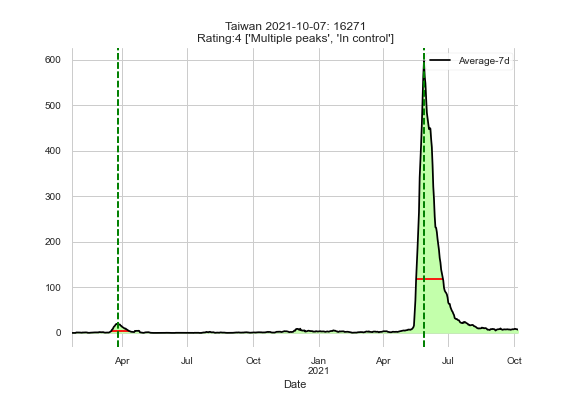 Taiwan 2021-10-07: 16271
Rating:4 ['Multiple peaks', 'In control']
Average-7d
600
500
400
300
200
100
0
Apr Jul Oct Jan Apr Jul Oct
2021
Date